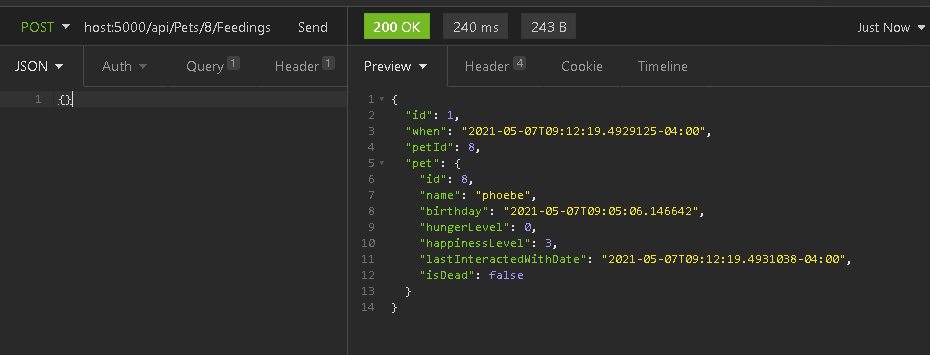 POST host:5000/api/Pets/8/Feedings Send 200 OK 240 ms 243 B Just Now
JSON Auth Query 1 Header 1 Preview Header 4 Cookie Timeline
1 {}
1 {
2 "id": 1,
3 "when": "2021-05-07T09:12:19.4929125-04:00",
4 "petId": 8,
5 "pet": {
6 "id": 8,
7 "name": "phoebe",
8 "birthday": "2021-05-07T09:05:06.146642",
9 "hungerLevel": 0,
10 "happinessLevel": 3,
11 "lastInteractedWithDate": "2021-05-07T09:12:19.4931038-04:00",
12 "isDead": false
13 }
14 }